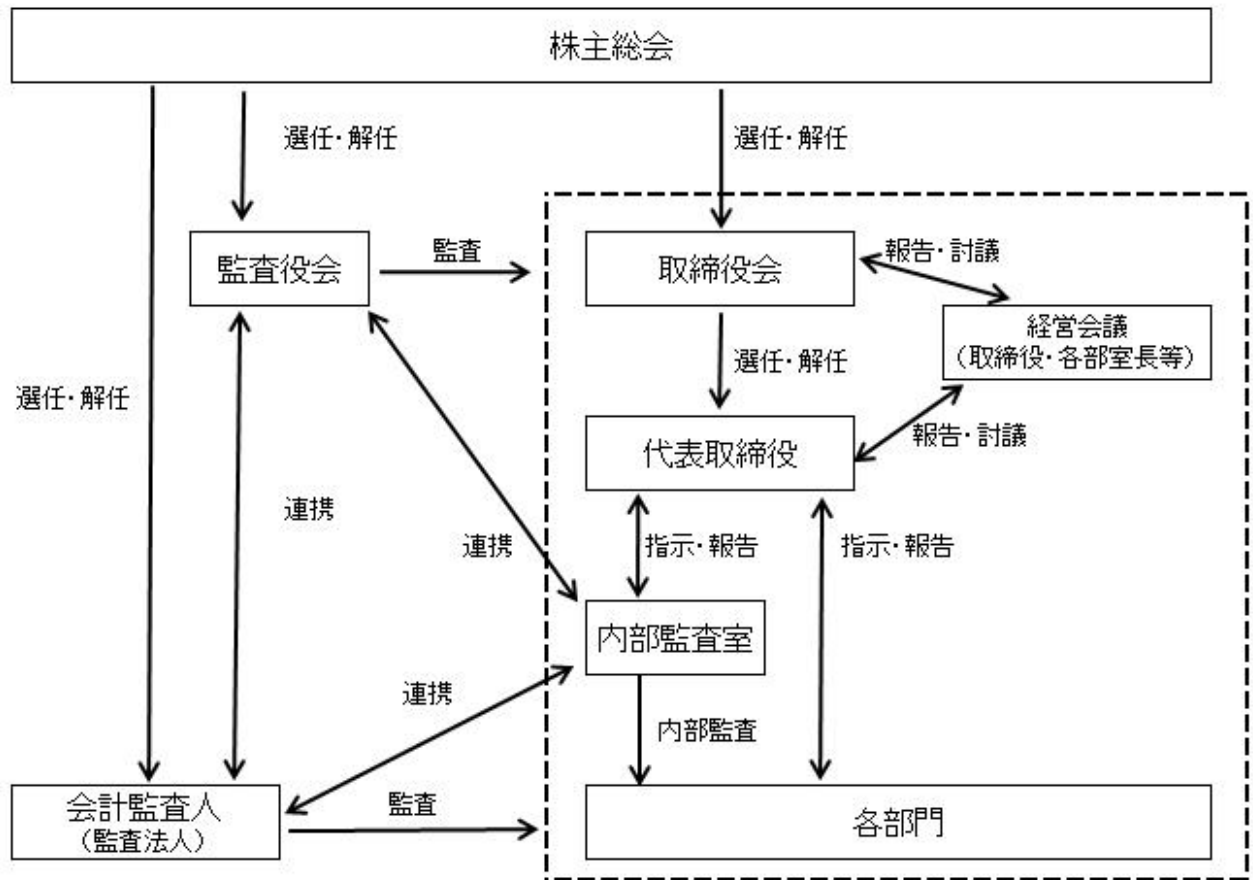 株主総会
選任・解任
選任・解任
監査役会
監査
取締役会
報告・討議
経営会議
（取締役・各部室長等）
選任・解任
選任・解任
代表取締役
報告・討議
連携
連携
指示・報告
指示・報告
内部監査室
連携
内部監査
会計監査人
（監査法人）
監査
各部門